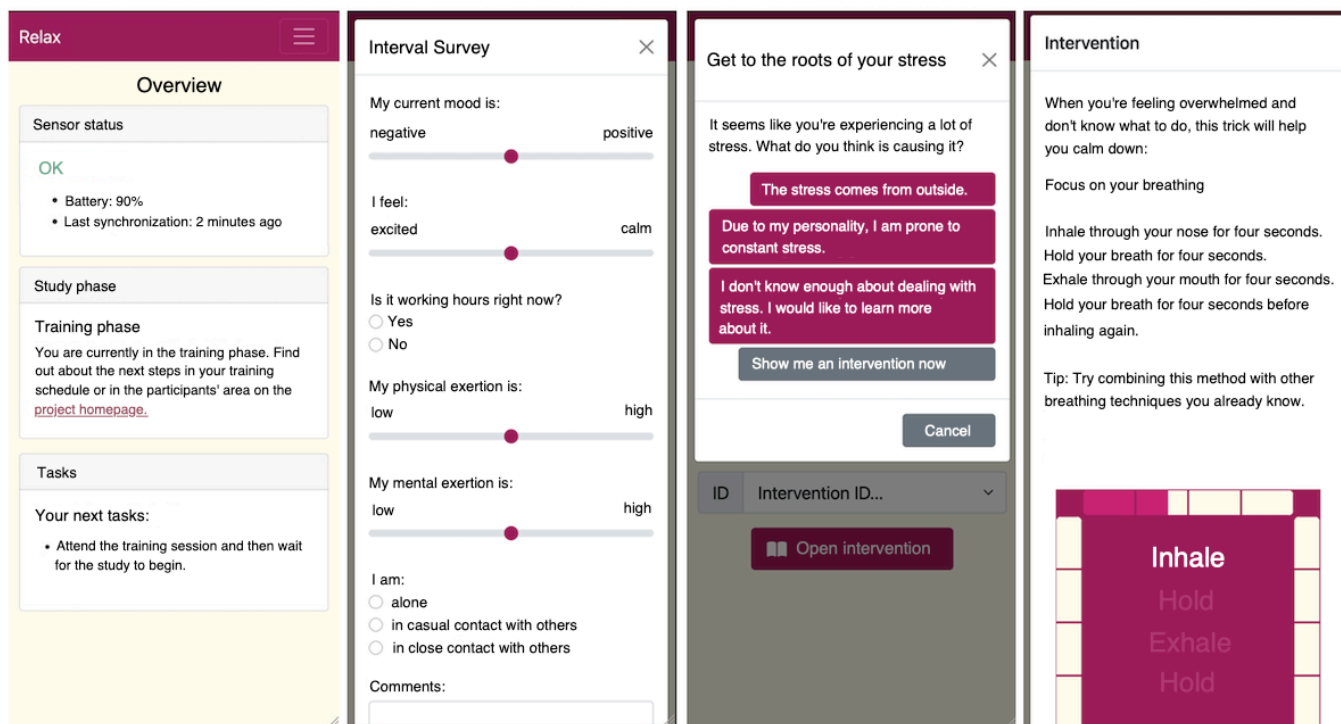 Relax
Overview
Sensor status
OK
• Battery: 90%
• Last synchronization: 2 minutes ago
Study phase
Training phase
You are currently in the training phase. Find
out about the next steps in your training
schedule or in the participants' area on the
project homepage.
Tasks
Your next tasks:
• Attend the training session and then wait
for the study to begin.
Interval Survey
My current mood is:
negative positive
I feel:
excited calm
Is it working hours right now?
Yes
No
My physical exertion is:
low high
My mental exertion is:
low high
I am:
alone
in casual contact with others
in close contact with others
Comments:
Get to the roots of your stress
It seems like you're experiencing a lot of
stress. What do you think is causing it?
The stress comes from outside.
Due to my personality, I am prone to
constant stress.
I don't know enough about dealing with
stress. I would like to learn more
about it.
Show me an intervention now
Cancel
ID Intervention ID...
Open intervention
Intervention
When you're feeling overwhelmed and
don't know what to do, this trick will help
you calm down:
Focus on your breathing
Inhale through your nose for four seconds.
Hold your breath for four seconds.
Exhale through your mouth for four seconds.
Hold your breath for four seconds before
inhaling again.
Tip: Try combining this method with other
breathing techniques you already know.
Inhale
Hold
Exhale
Hold